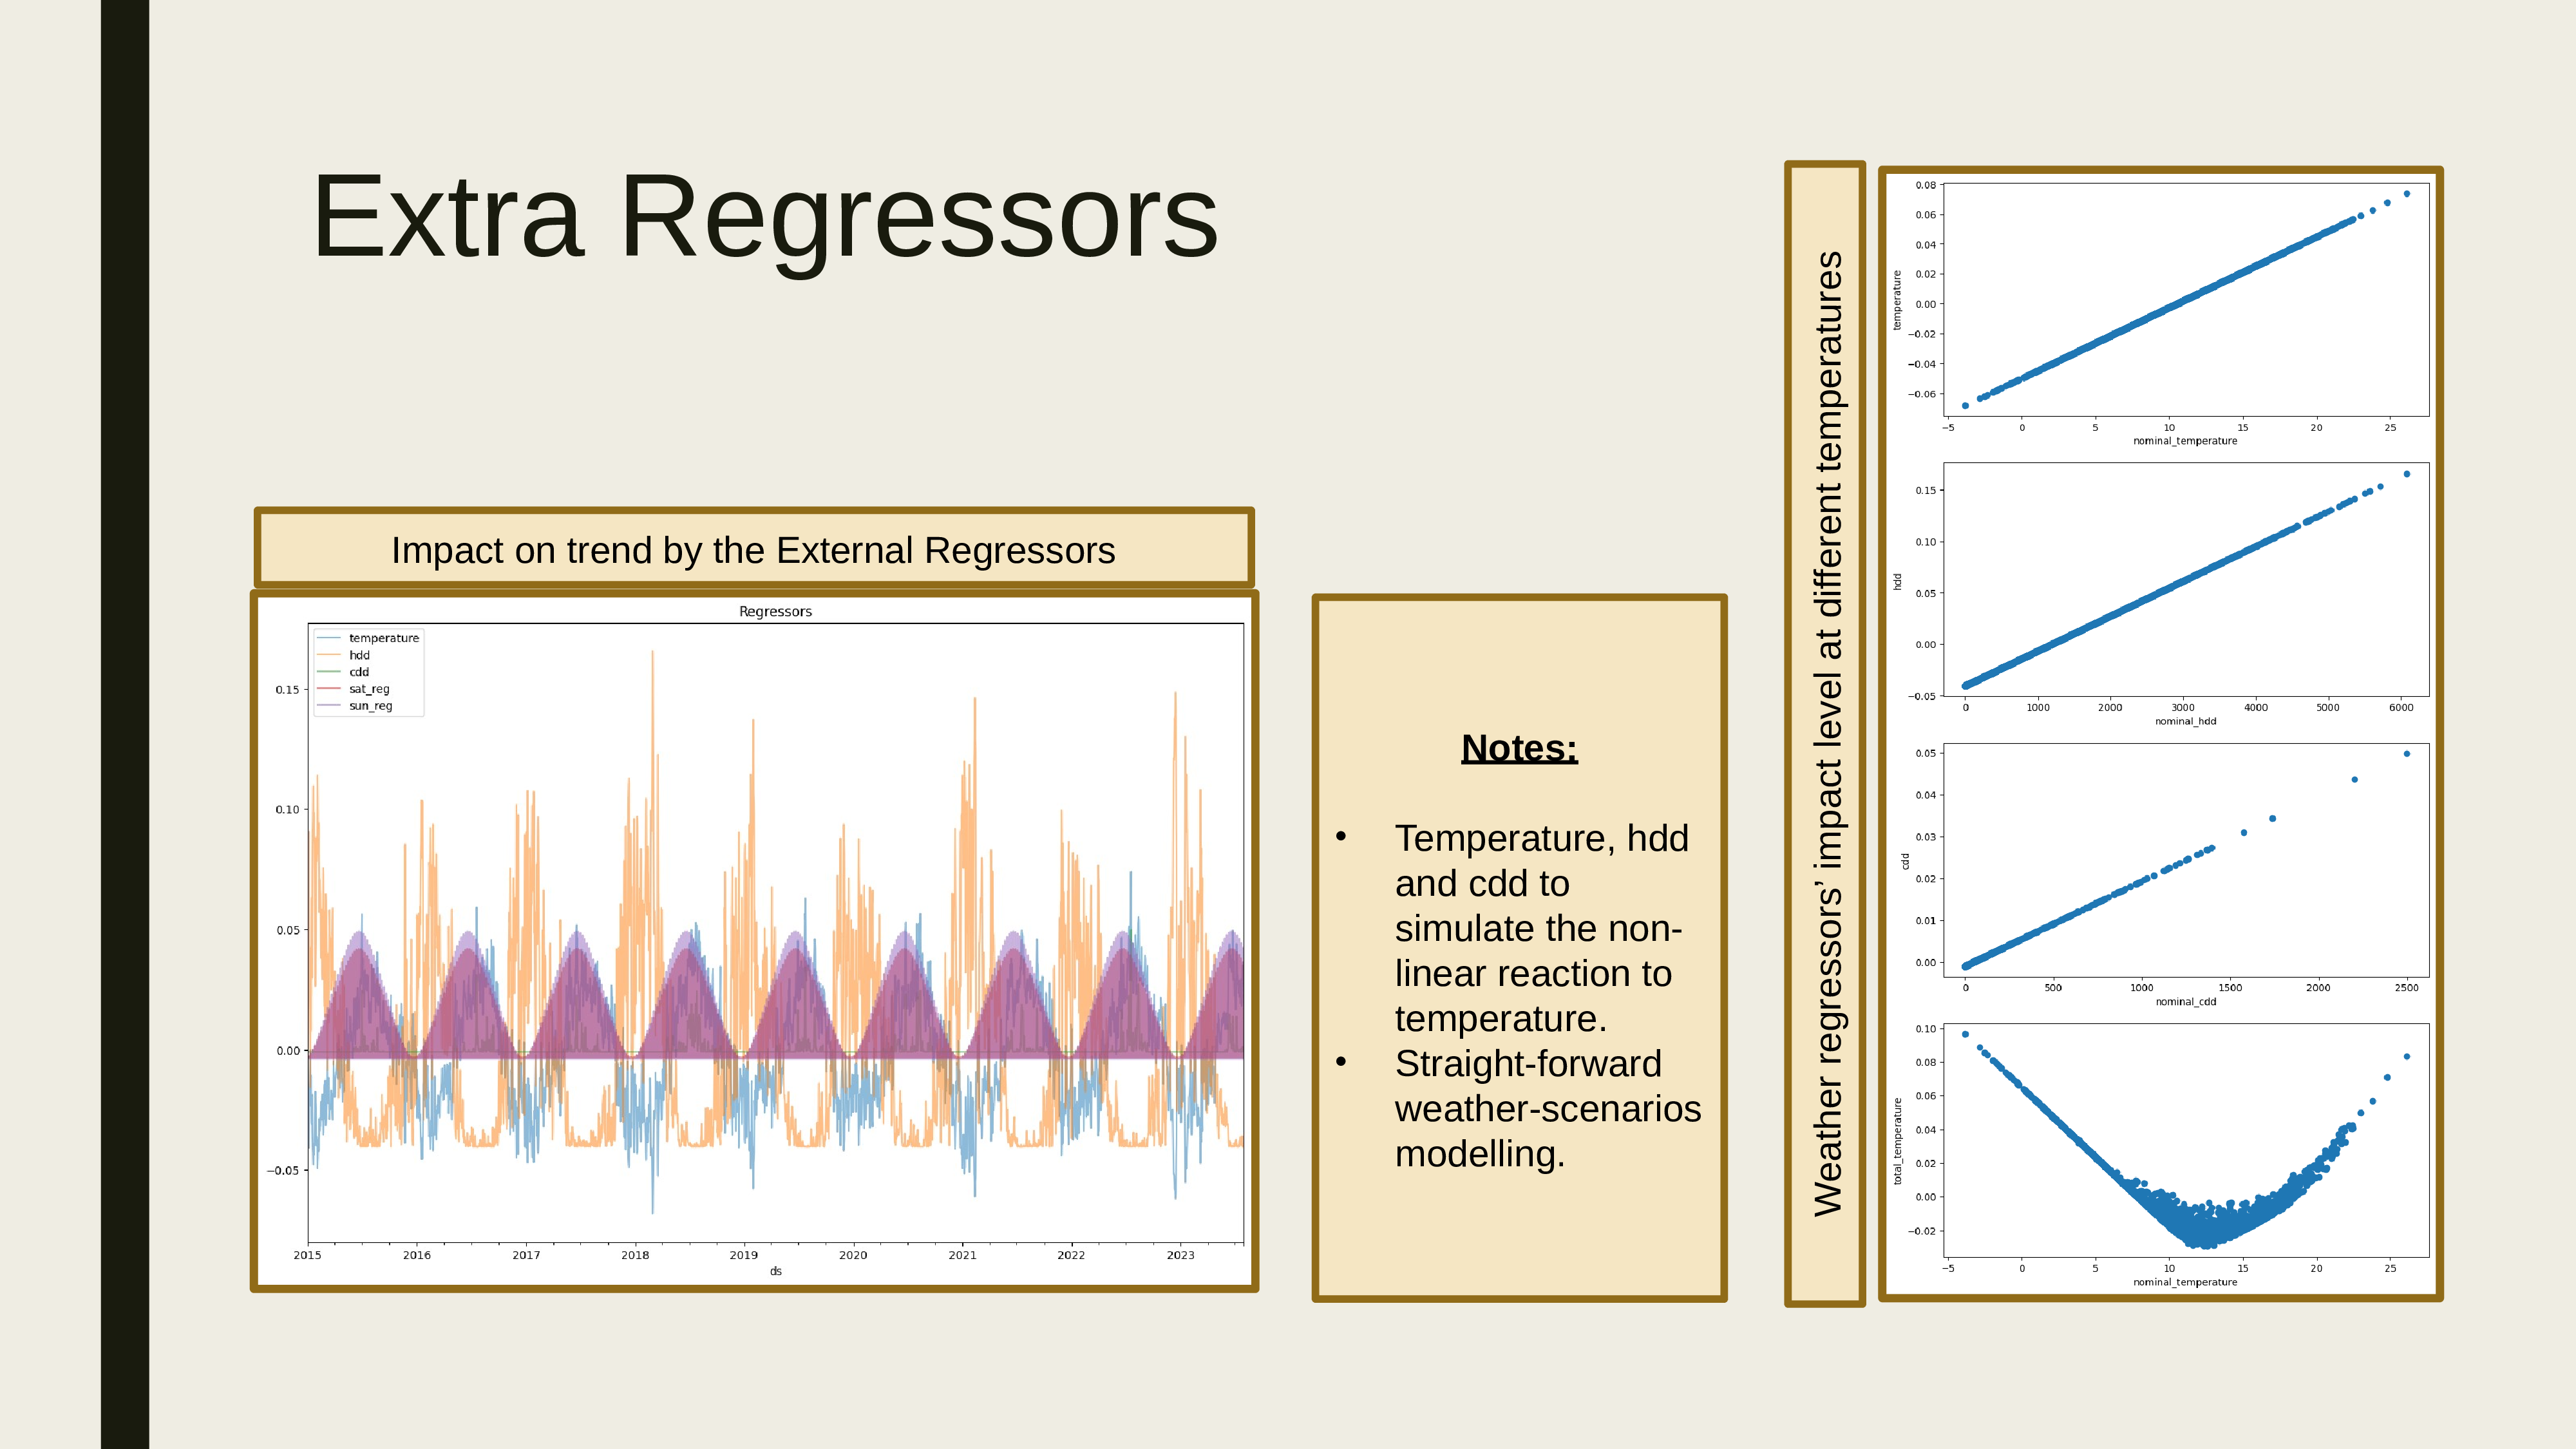 Extra Regressors
Impact on trend by the External Regressors
Regressors
temperature
hdd
cdd
sat_reg
sun_reg
0.15
0.10
0.05
0.00
−0.05
2015 2016 2017 2018 2019 2020 2021 2022 2023
ds
Notes:
• Temperature, hdd
and cdd to
simulate the non-
linear reaction to
temperature.
• Straight-forward
weather-scenarios
modelling.
Weather regressors’ impact level at different temperatures
0.08
0.06
0.04
0.02
0.00
−0.02
−0.04
−0.06
temperature
−5 0 5 10 15 20 25
nominal_temperature
0.15
0.10
0.05
0.00
−0.05
hdd
0 1000 2000 3000 4000 5000 6000
nominal_hdd
0.05
0.04
0.03
0.02
0.01
0.00
cdd
0 500 1000 1500 2000 2500
nominal_cdd
0.10
0.08
0.06
0.04
0.02
0.00
−0.02
total_temperature
−5 0 5 10 15 20 25
nominal_temperature